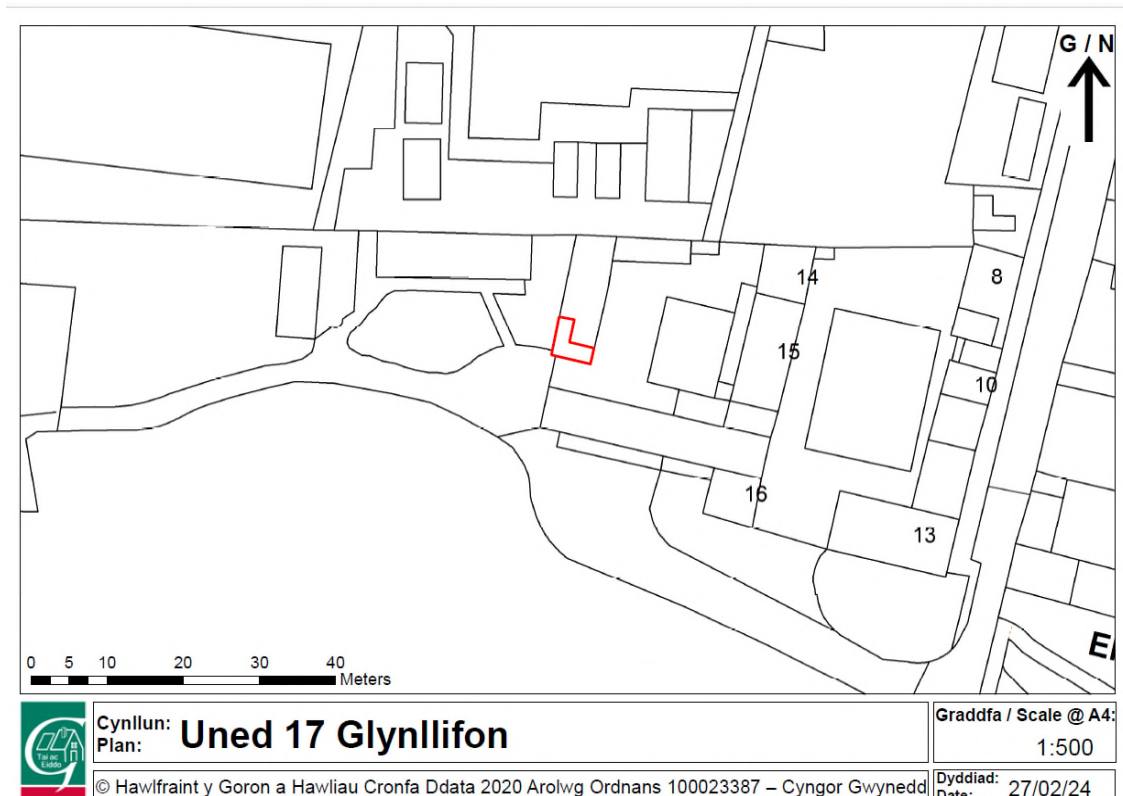 G / N
14
8
15
10
16
13
0 5 10 20 30 40
Meters
Tai ac
Eiddo
Cynllun:
Plan:
Uned 17 Glynllifon
Graddfa / Scale @ A4:
1:500
© Hawlfraint y Goron a Hawliau Cronfa Ddata 2020 Arolwg Ordnans 100023387 – Cyngor Gwynedd
Dyddiad:
Date:
27/02/24